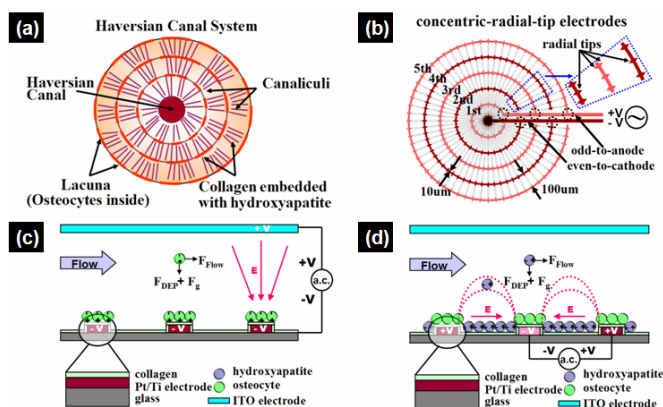 (a)
Haversian Canal System
Haversian
Canal
Canaliculi
Lacuna
(Osteocytes inside)
Collagen embedded
with hydroxyapatite
(b)
concentric-radial-tip electrodes
radial tips
5th
4th
3rd
2nd
1st
+V
-V
odd-to-anode
even-to-cathode
10um
100um
(c)
+V
Flow
FFlow
FDEP+ Fg
E
+V
a.c.
-V
-V
-V
-V
collagen
Pt/Ti electrode
glass
hydroxyapatite
osteocyte
ITO electrode
(d)
Flow
FFlow
FDEP+ Fg
E
E
+V
-V
+V
-V
+V
a.c.
collagen
Pt/Ti electrode
glass
hydroxyapatite
osteocyte
ITO electrode